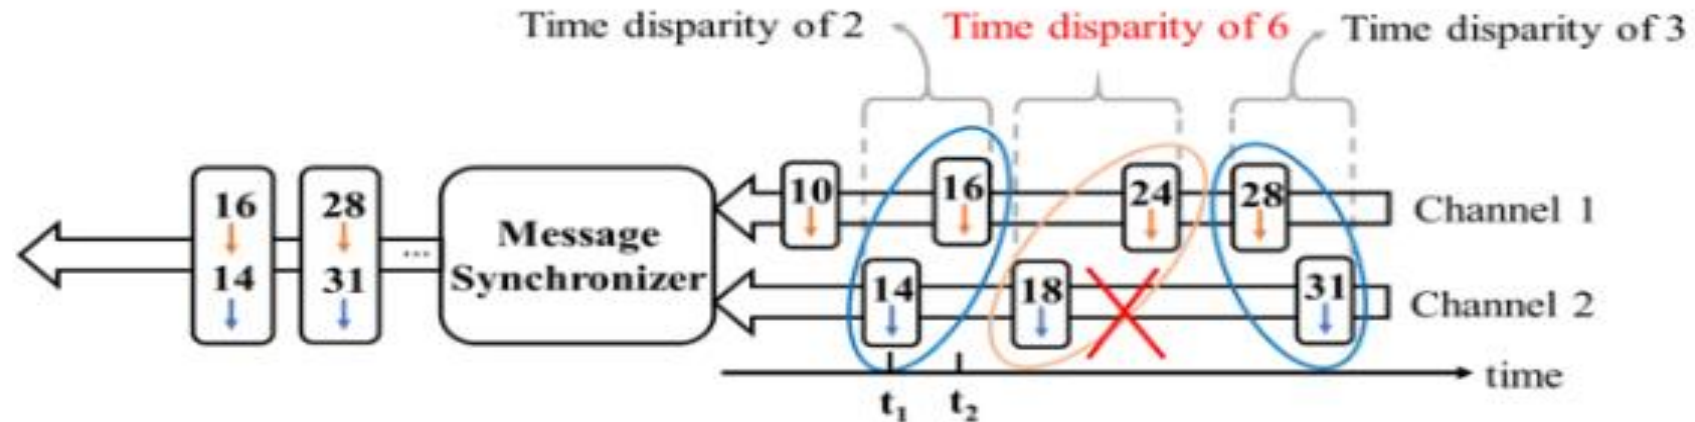 Time disparity of 2 Time disparity of 6 Time disparity of 3
10 16 24 28 Channel 1
16 28 Message
14 31 ... Synchronizer
14 18 31 Channel 2
time
t₁ t₂